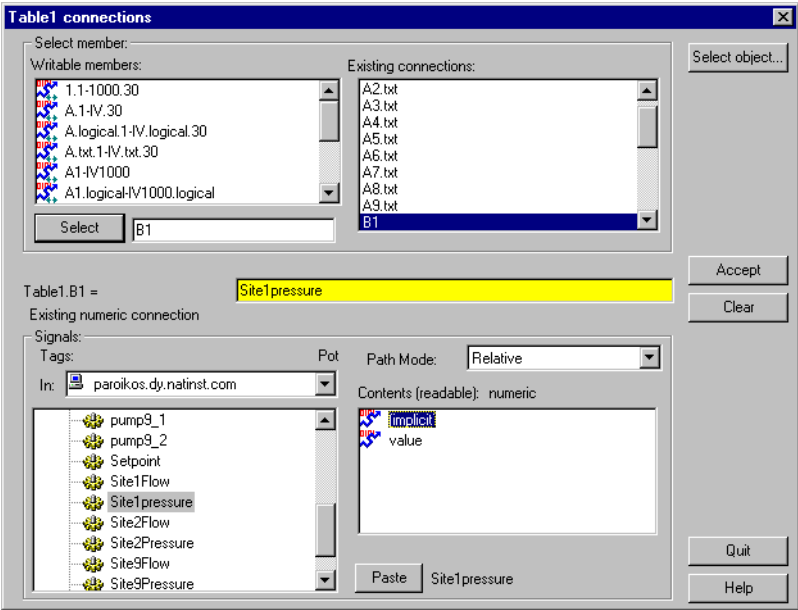 Table1 connections
Select member:
Writable members:
1.1-1000.30
A.1-IV.30
A.logical.1-IV.logical.30
A.txt.1-IV.txt.30
A1-IV1000
A1.logical-IV1000.logical
Select
B1
Existing connections:
A2.txt
A3.txt
A4.txt
A5.txt
A6.txt
A7.txt
A8.txt
A9.txt
B1
Select object...
Accept
Clear
Table1.B1 =
Site1pressure
Existing numeric connection
Signals:
Tags:
Pot
In:
paroikos.dy.natinst.com
pump9_1
pump9_2
Setpoint
Site1Flow
Site1pressure
Site2Flow
Site2Pressure
Site9Flow
Site9Pressure
Path Mode:
Relative
Contents (readable): numeric
implicit
value
Paste
Site1pressure
Quit
Help